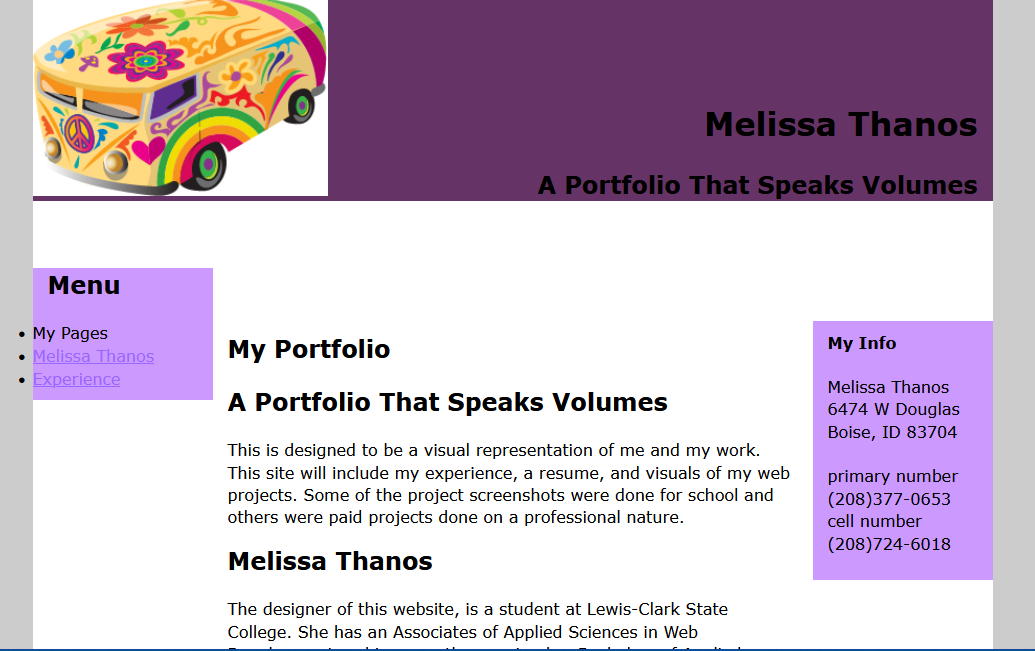 Melissa Thanos
A Portfolio That Speaks Volumes
Menu
My Pages
Melissa Thanos
Experience
My Portfolio
A Portfolio That Speaks Volumes
This is designed to be a visual representation of me and my work.
This site will include my experience, a resume, and visuals of my web
projects. Some of the project screenshots were done for school and
others were paid projects done on a professional nature.
Melissa Thanos
The designer of this website, is a student at Lewis-Clark State
College. She has an Associates of Applied Sciences in Web
My Info
Melissa Thanos
6474 W Douglas
Boise, ID 83704
primary number
(208)377-0653
cell number
(208)724-6018